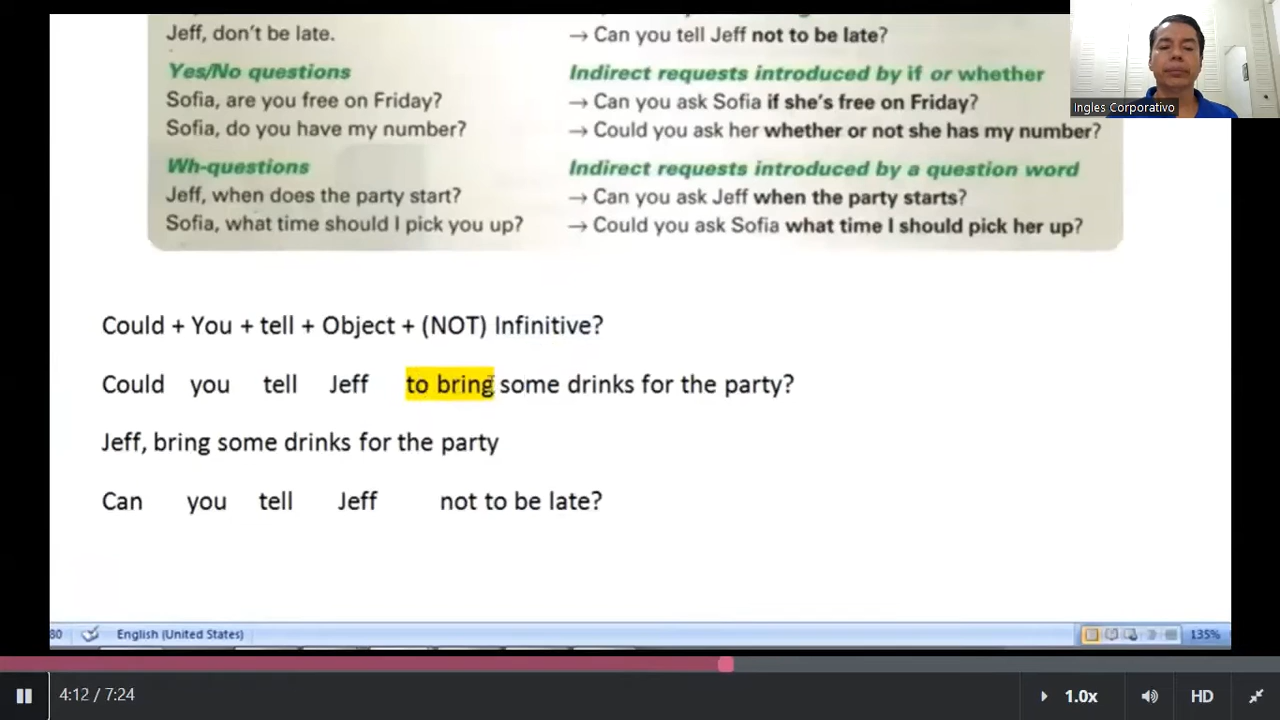 Jeff, don't be late.
→ Can you tell Jeff not to be late?
Yes/No questions
Indirect requests introduced by if or whether
Sofia, are you free on Friday?
→ Can you ask Sofia if she's free on Friday?
Sofia, do you have my number?
→ Could you ask her whether or not she has my number?
Wh-questions
Indirect requests introduced by a question word
Jeff, when does the party start?
→ Can you ask Jeff when the party starts?
Sofia, what time should I pick you up?
→ Could you ask Sofia what time I should pick her up?
Ingles Corporativo
Could + You + tell + Object + (NOT) Infinitive?
Could you tell Jeff to bring some drinks for the party?
Jeff, bring some drinks for the party
Can you tell Jeff not to be late?
English (United States)
135%
4:12 / 7:24
1.0x
HD